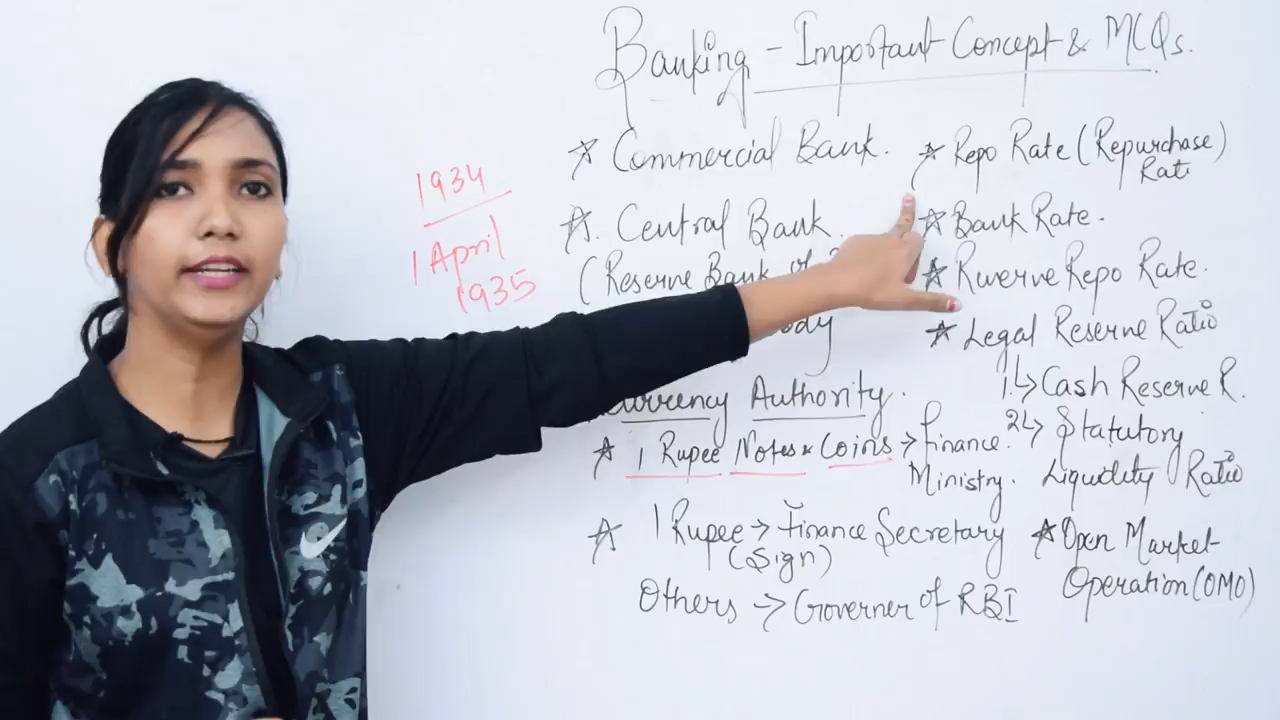 Banking - Important Concept & MCQs.
1934
1 April
1935
☆ Commercial Bank.
☆. Central Bank.
(Reserve Bank of
Currency Authority.
☆ 1 Rupee Notes & Coins → Finance
Ministry.
☆ 1 Rupee → Finance Secretary
(Sign)
Others → Governer of RBI
☆ Repo Rate (Repurchase)
Rate
☆ Bank Rate.
☆ Rwerve Repo Rate.
☆ Legal Reserve Ratio
1. ↳ Cash Reserve R.
2 ↳ Statutory
Liquidity Ratio
☆ Open Market
Operation (OMO)